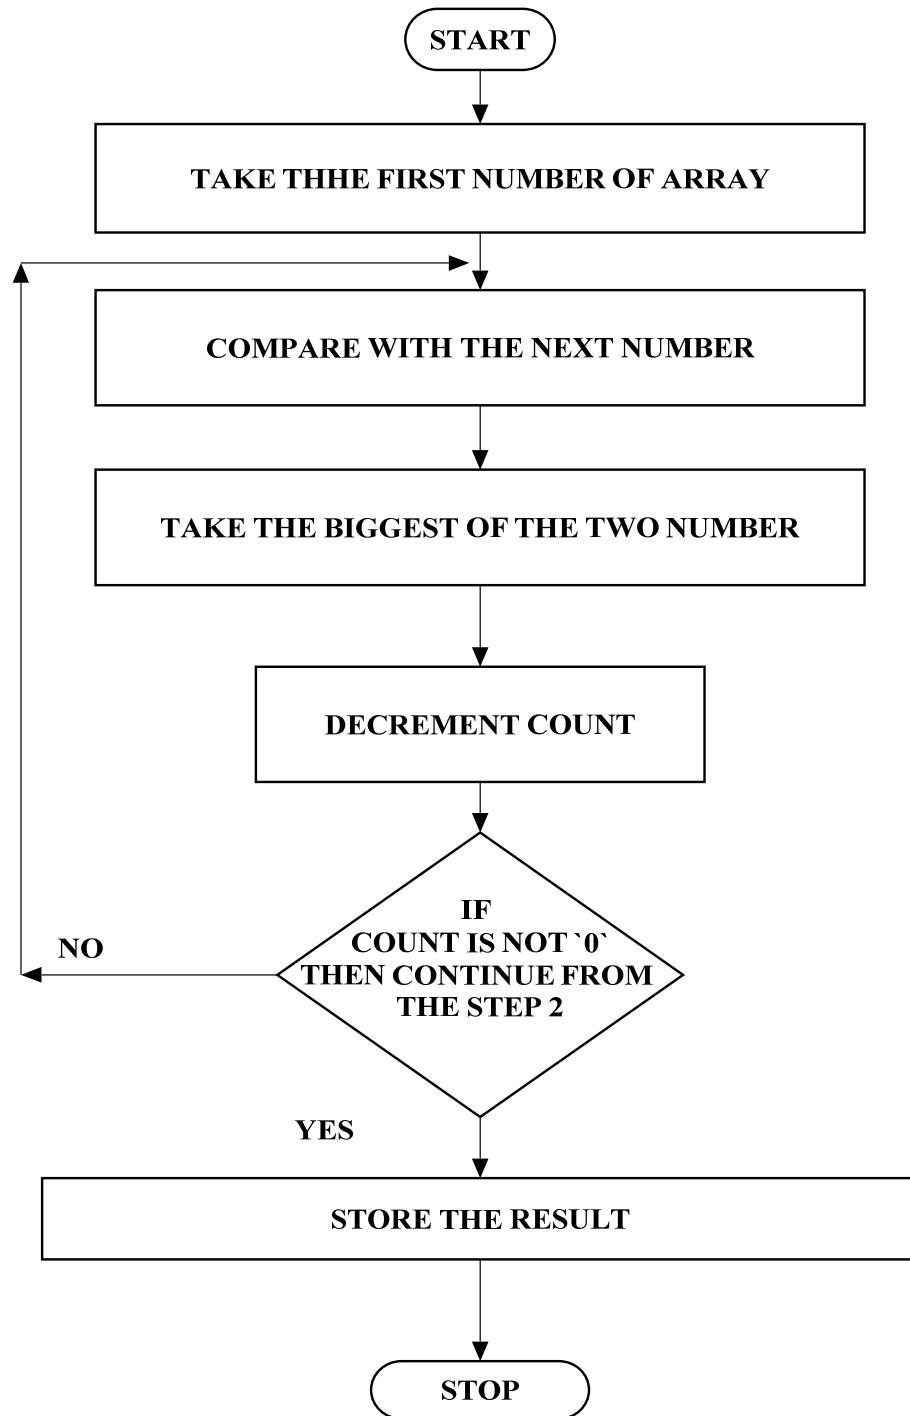 START
TAKE THHE FIRST NUMBER OF ARRAY
COMPARE WITH THE NEXT NUMBER
TAKE THE BIGGEST OF THE TWO NUMBER
DECREMENT COUNT
IF
COUNT IS NOT `0`
THEN CONTINUE FROM
THE STEP 2
NO
YES
STORE THE RESULT
STOP